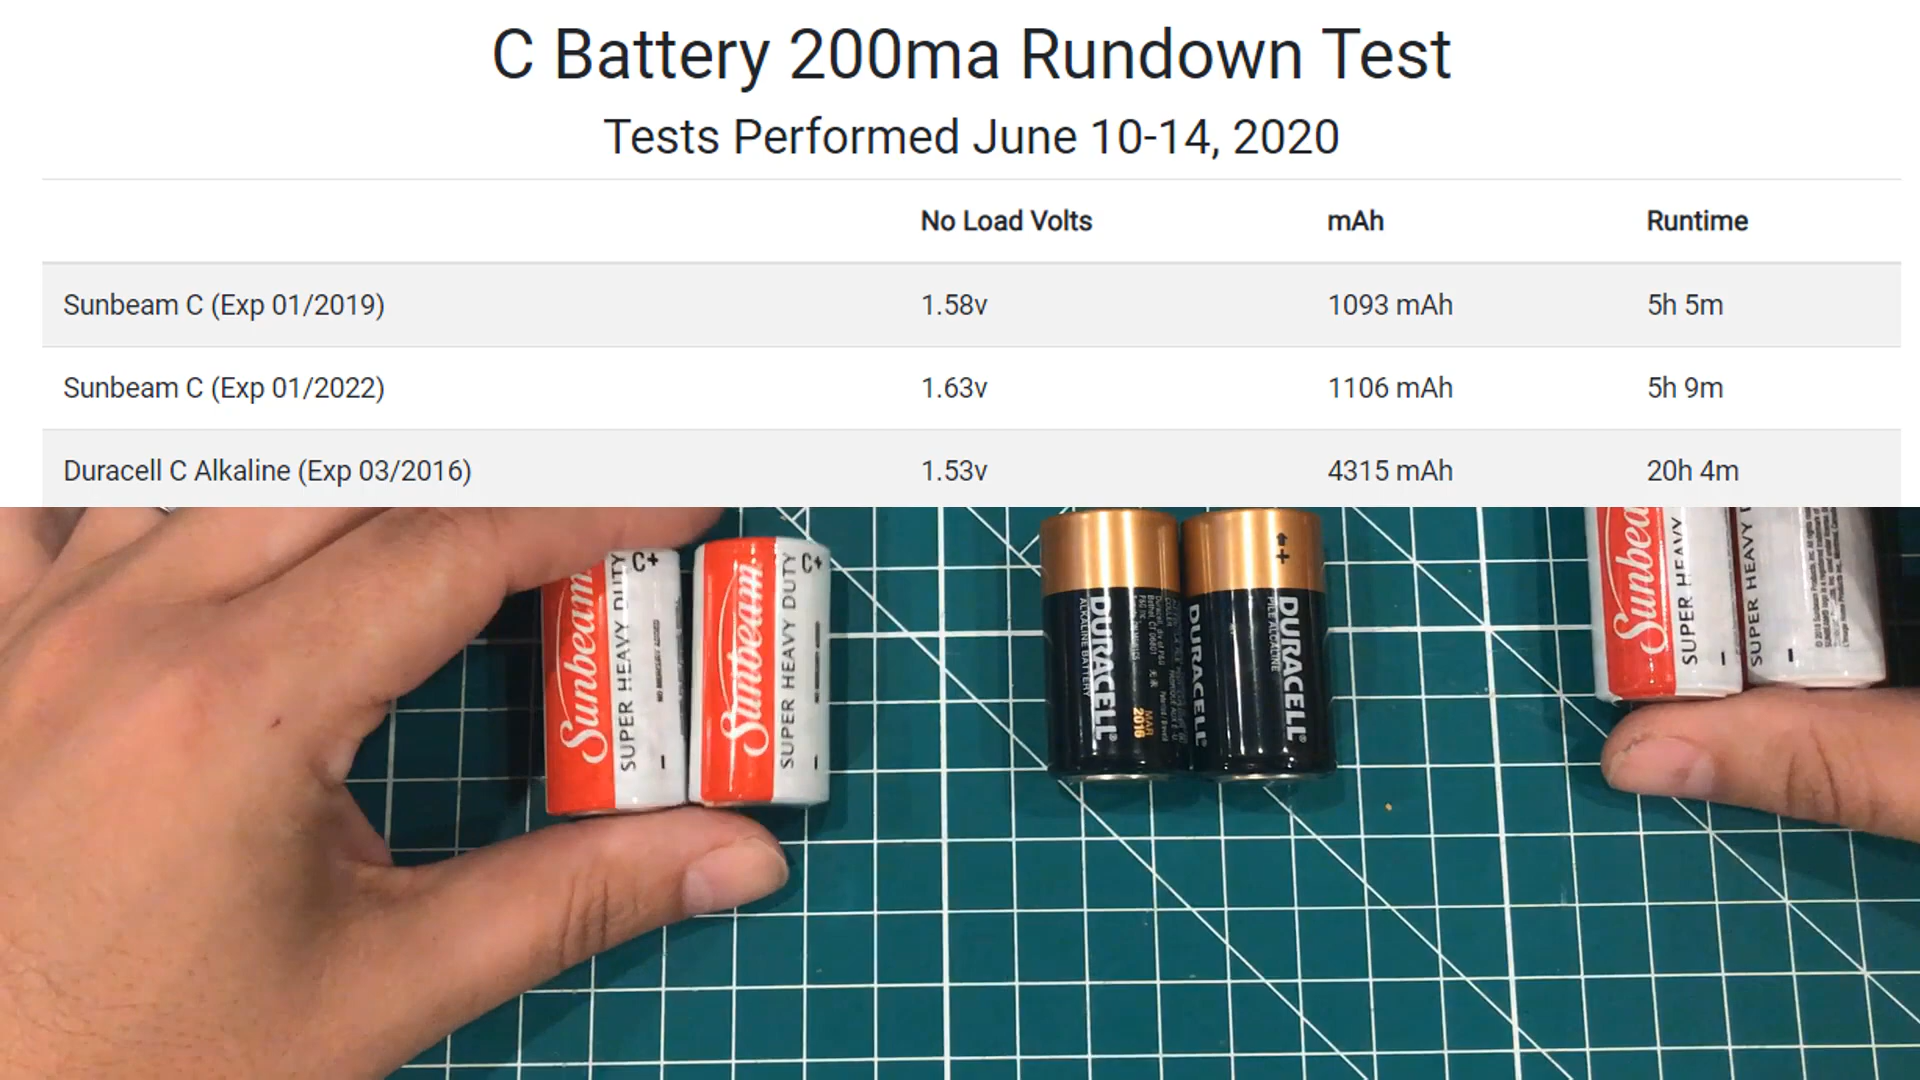 C Battery 200ma Rundown Test
Tests Performed June 10-14, 2020
No Load Volts mAh Runtime
Sunbeam C (Exp 01/2019) 1.58v 1093 mAh 5h 5m
Sunbeam C (Exp 01/2022) 1.63v 1106 mAh 5h 9m
Duracell C Alkaline (Exp 03/2016) 1.53v 4315 mAh 20h 4m
Sunbeam
SUPER HEAVY DUTY
C+
-
Sunbeam
SUPER HEAVY DUTY
C+
-
DURACELL®
ALKALINE BATTERY
MAR
2016
DURACELL®
+
PILE ALCALINE
DURACELL®
Sunbea
SUPER HEAVY
-
SUPER HEAVY
-